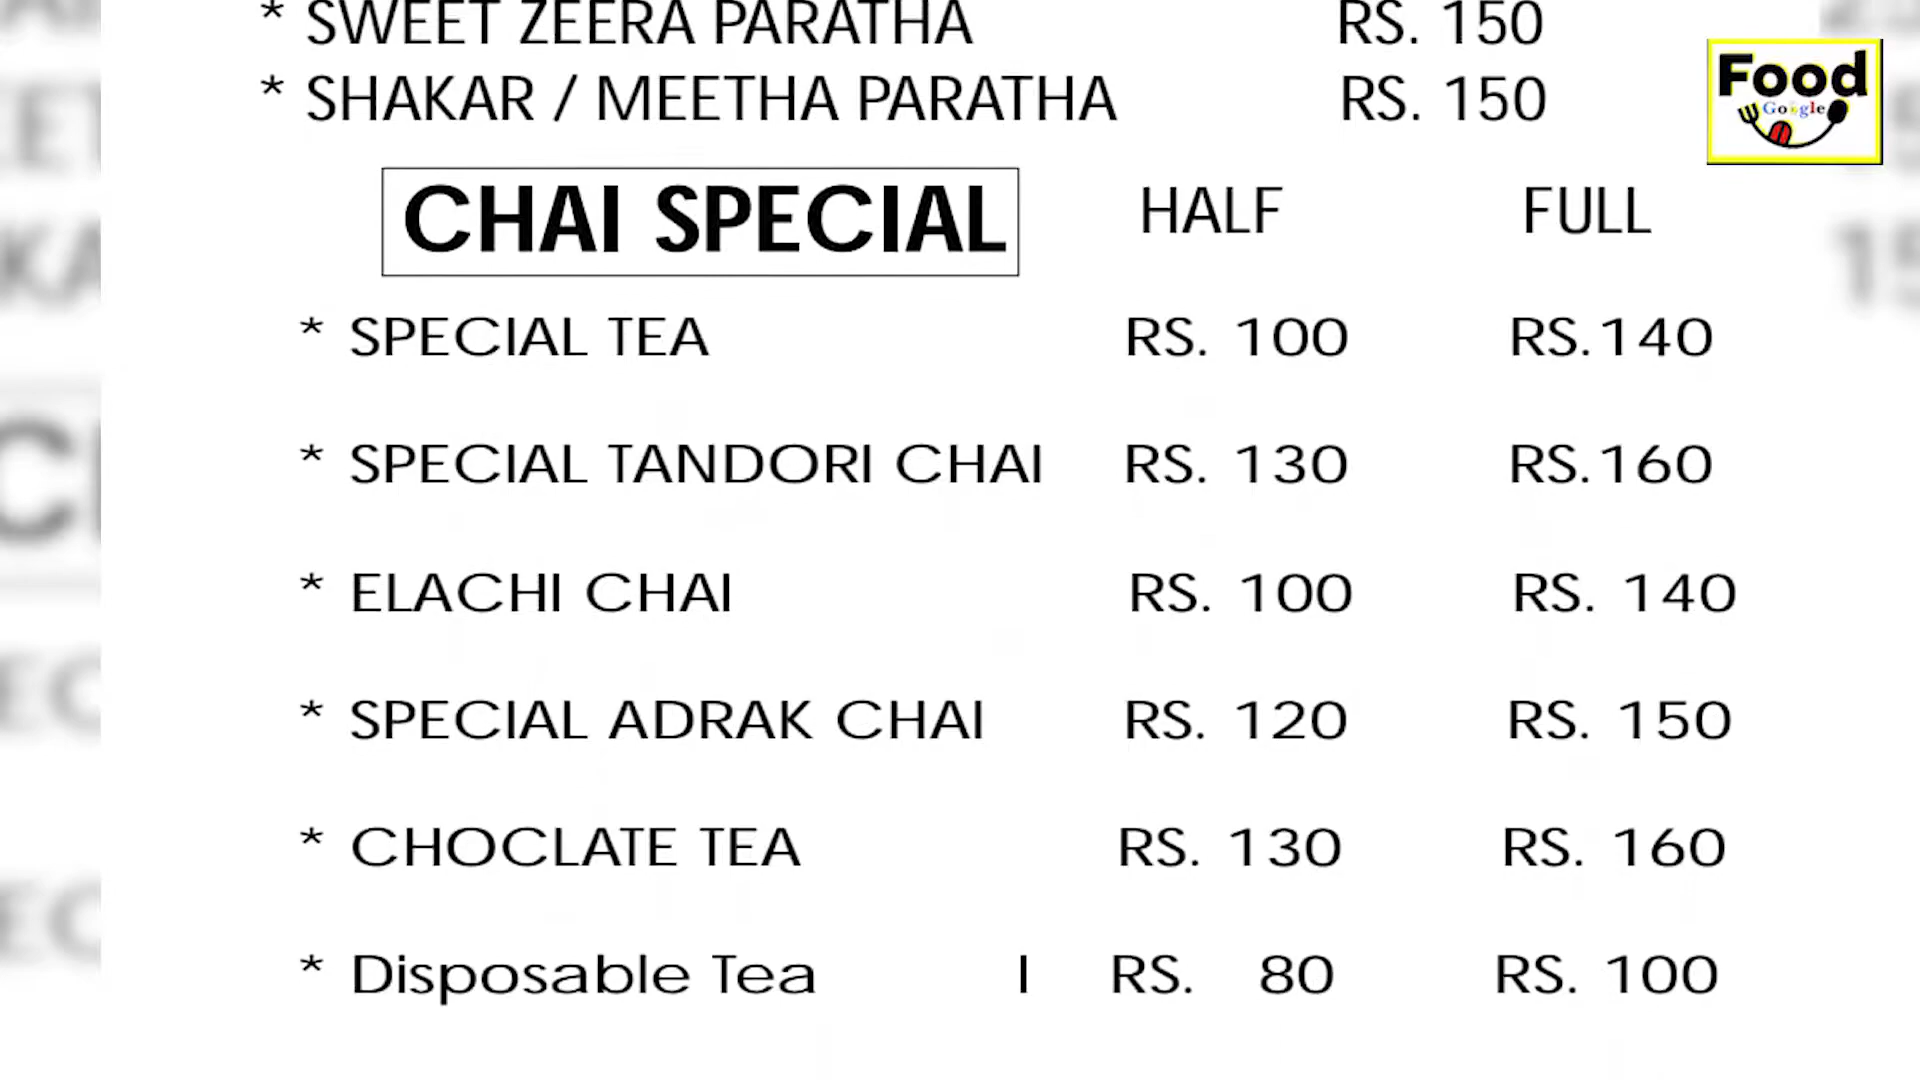 * SWEET ZEERA PARATHA RS. 150
* SHAKAR / MEETHA PARATHA RS. 150
Food
Google
CHAI SPECIAL HALF FULL
* SPECIAL TEA RS. 100 RS.140
* SPECIAL TANDORI CHAI RS. 130 RS.160
* ELACHI CHAI RS. 100 RS. 140
* SPECIAL ADRAK CHAI RS. 120 RS. 150
* CHOCLATE TEA RS. 130 RS. 160
* Disposable Tea I RS. 80 RS. 100